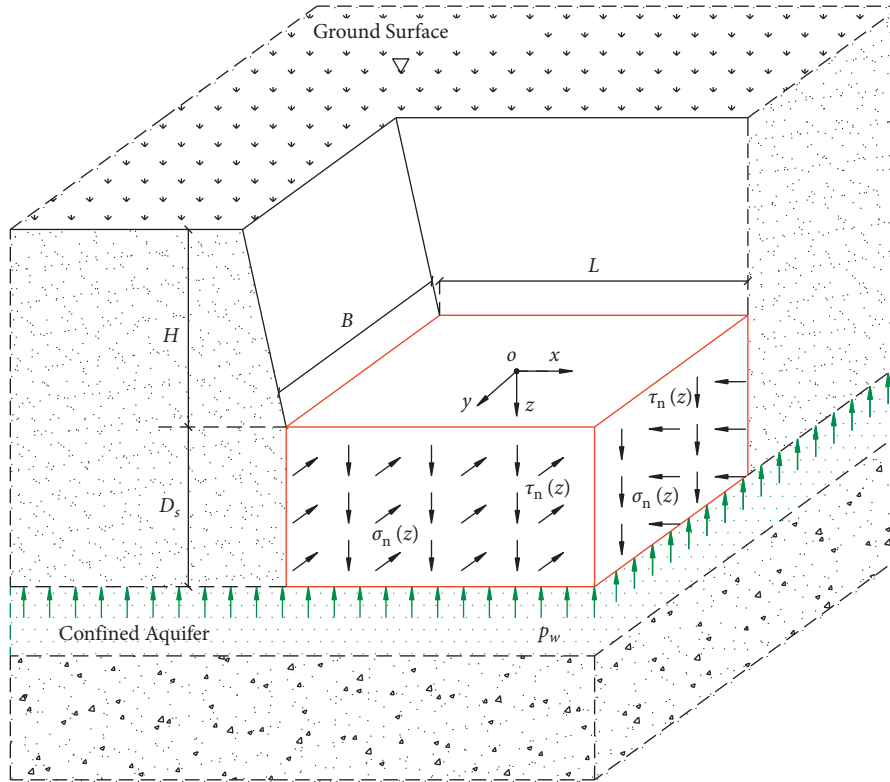 Ground Surface
L
B
H
o
x
y
z
τn (z)
Ds
τn (z)
σn (z)
σn (z)
Confined Aquifer
pw